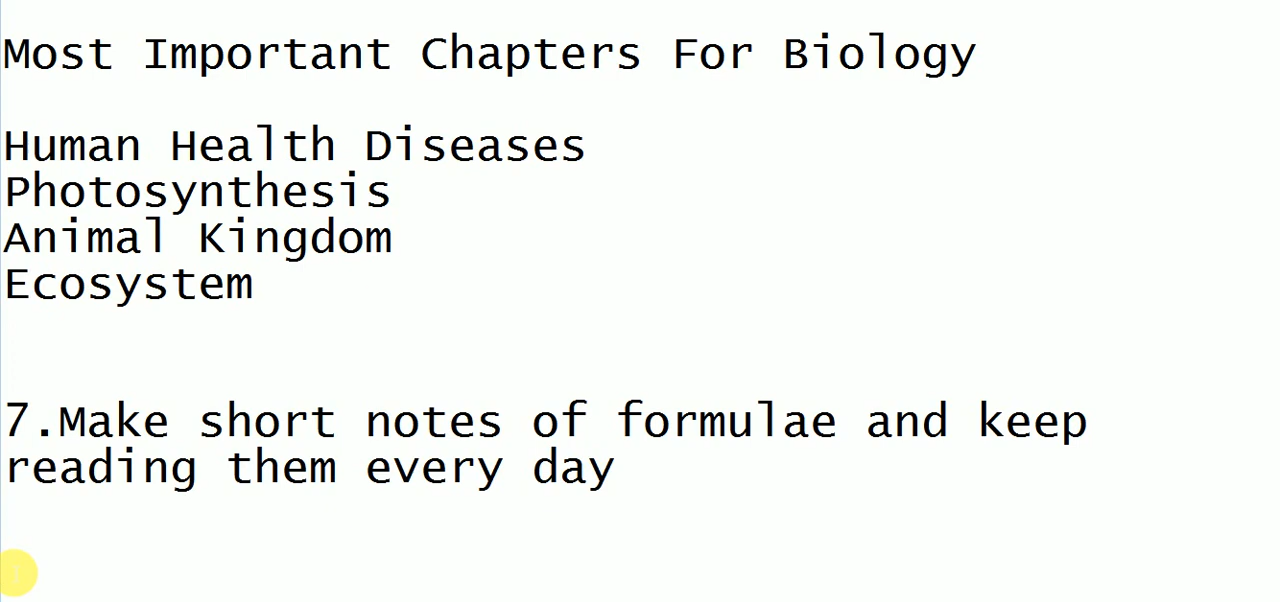 Most Important Chapters For Biology
Human Health Diseases
Photosynthesis
Animal Kingdom
Ecosystem
7.Make short notes of formulae and keep
reading them every day